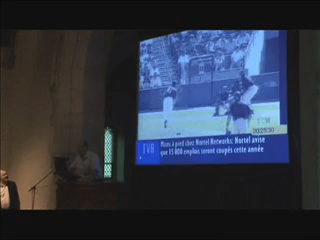 Mises à pied chez Nortel Networks: Nortel avise
que 15 000 emplois seront coupés cette année